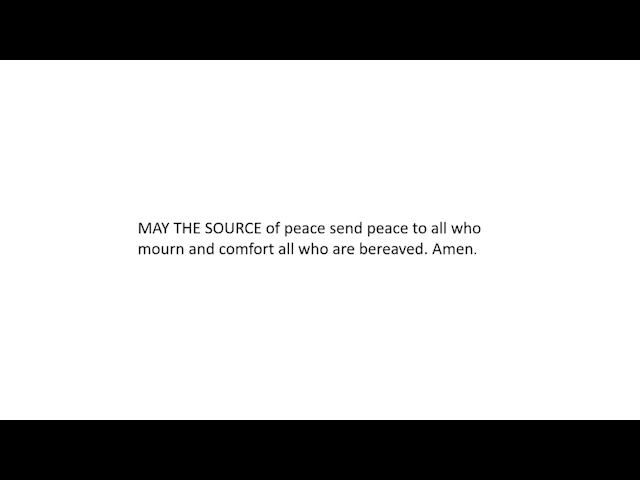 MAY THE SOURCE of peace send peace to all who
mourn and comfort all who are bereaved. Amen.